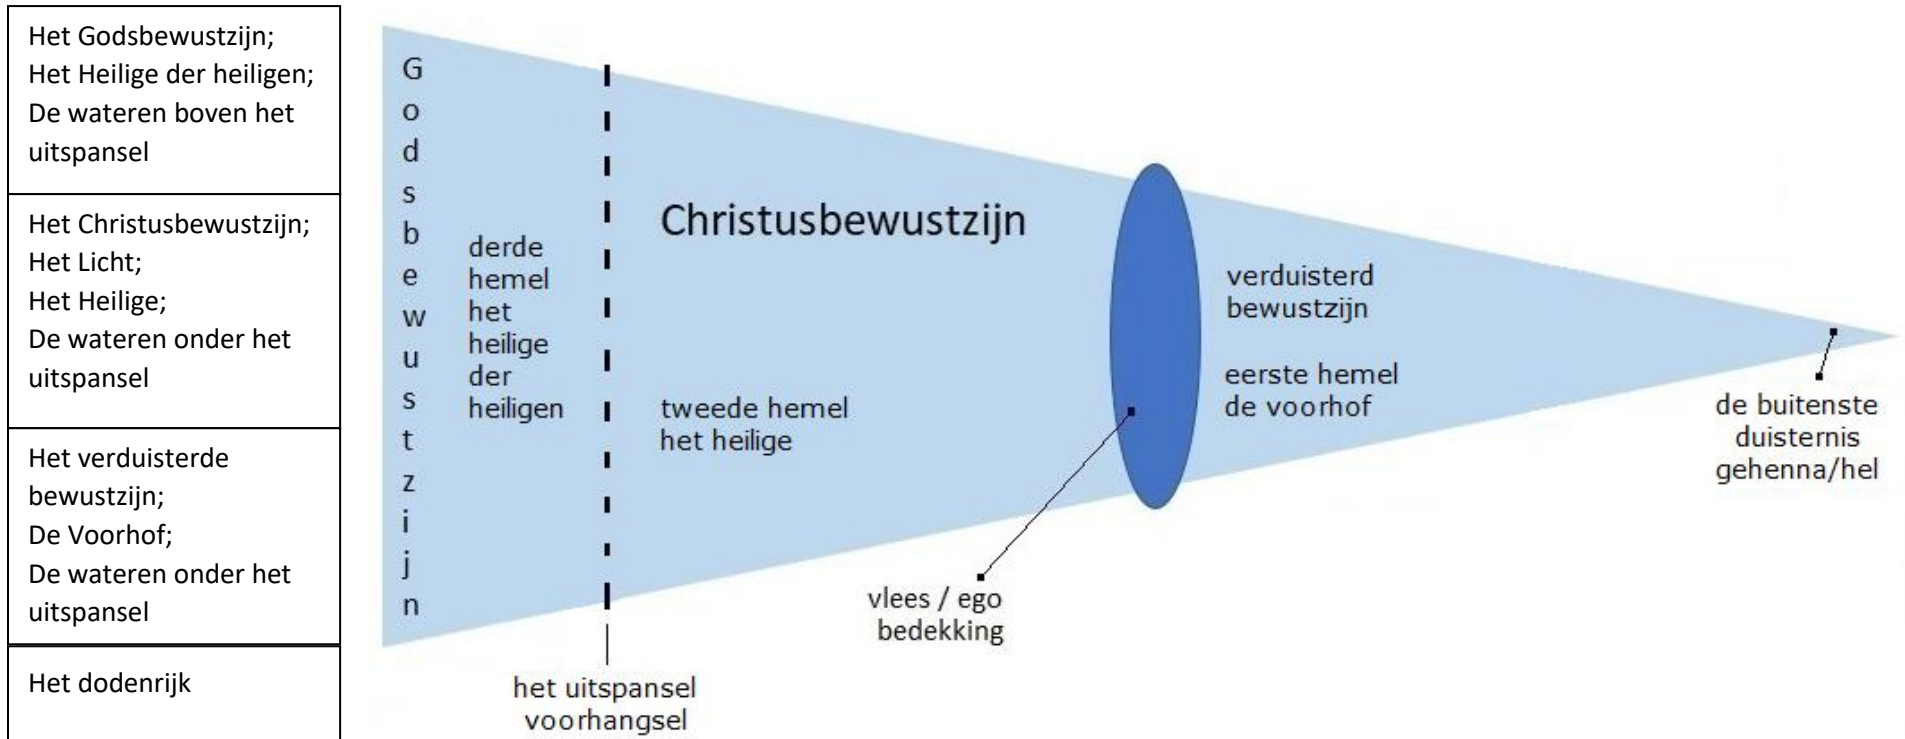 Het Godsbewustzijn;
Het Heilige der heiligen;
De wateren boven het
uitspansel
Het Christusbewustzijn;
Het Licht;
Het Heilige;
De wateren onder het
uitspansel
Het verduisterde
bewustzijn;
De Voorhof;
De wateren onder het
uitspansel
Het dodenrijk
Godsbewustzijn
derde
hemel
het
heilige
der
heiligen
Christusbewustzijn
tweede hemel
het heilige
verduisterd
bewustzijn
eerste hemel
de voorhof
de buitenste
duisternis
gehenna/hel
vlees / ego
bedekking
het uitspansel
voorhangsel